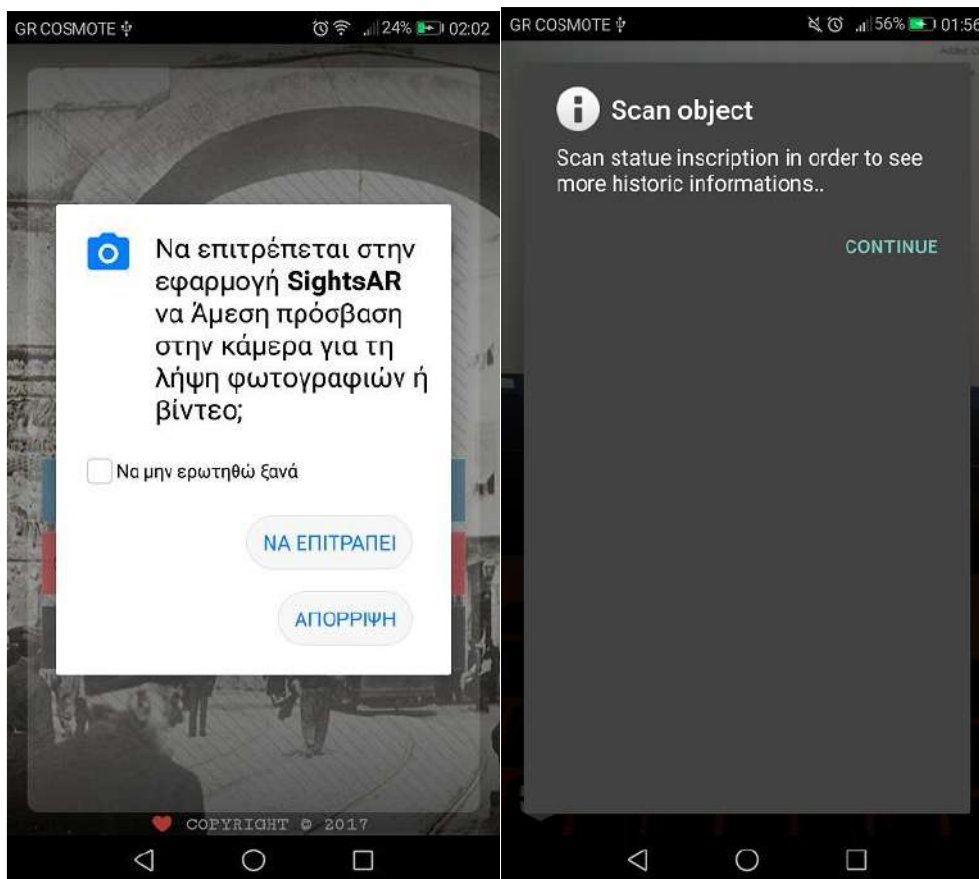 GR COSMOTE
24%
02:02
Να επιτρέπεται στην
εφαρμογή SightsAR
να Άμεση πρόσβαση
στην κάμερα για τη
λήψη φωτογραφιών ή
βίντεο;
Να μην ερωτηθώ ξανά
ΝΑ ΕΠΙΤΡΑΠΕΙ
ΑΠΟΡΡΙΨΗ
COPYRIGHT © 2017
GR COSMOTE
56%
01:56
Scan object
Scan statue inscription in order to see
more historic informations..
CONTINUE